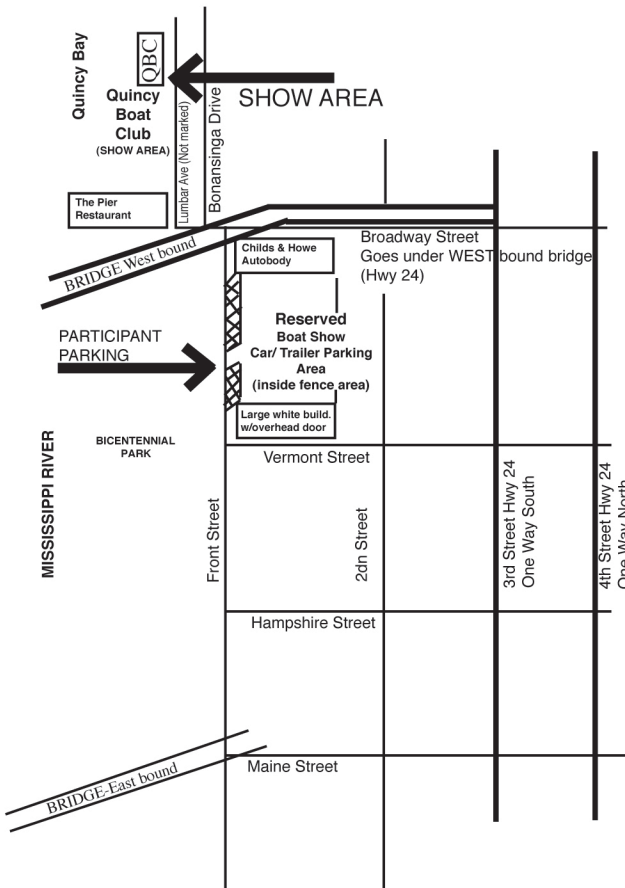 Quincy Bay
QBC
Quincy
Boat
Club
(SHOW AREA)
SHOW AREA
Lumbar Ave (Not marked)
Bonansinga Drive
The Pier
Restaurant
BRIDGE West bound
Childs & Howe
Autobody
Broadway Street
Goes under WEST bound bridge
(Hwy 24)
PARTICIPANT
PARKING
Reserved
Boat Show
Car/ Trailer Parking
Area
(inside fence area)
Large white build.
w/overhead door
BICENTENNIAL
PARK
MISSISSIPPI RIVER
Vermont Street
Front Street
2dn Street
3rd Street Hwy 24
One Way South
4th Street Hwy 24
One Way North
Hampshire Street
Maine Street
BRIDGE-East bound